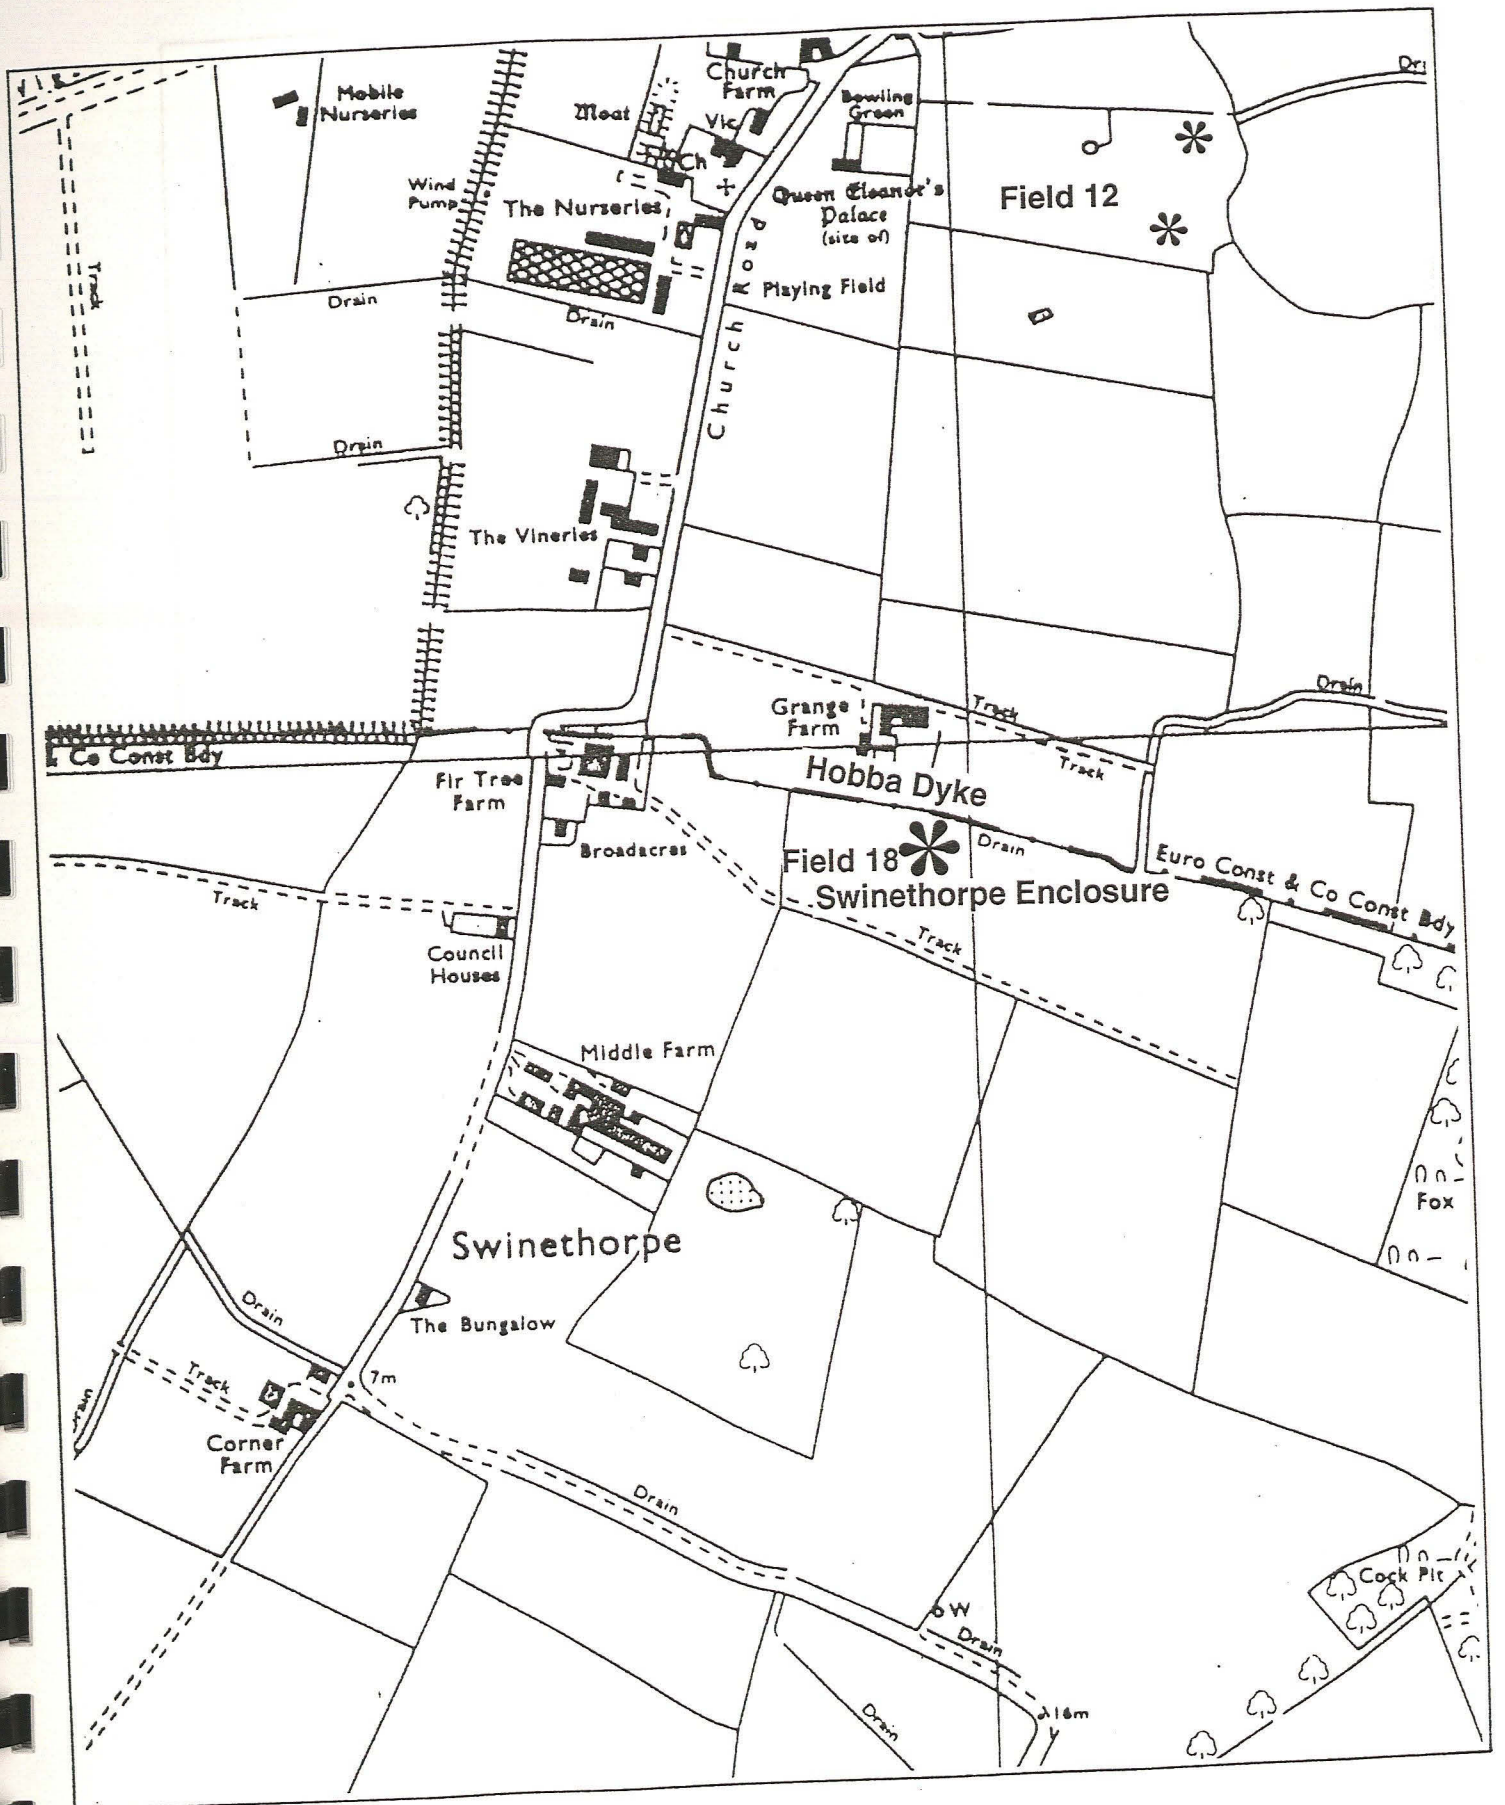 Mobile
Nurseries
Moat
Church
Farm
Vic
Ch
Bowling
Green
Wind
Pump
The Nurseries
Queen Eleanor's
Palace
(site of)
Field 12
Playing Field
Track
Drain
Drain
Church Road
Drain
The Vineries
Grange
Farm
Track
Drain
Co Const Bdy
Track
Fir Tree
Farm
Hobba Dyke
Broadacres
Field 18
Drain
Swinethorpe Enclosure
Euro Const & Co Const Bdy
Track
Track
Council
Houses
Middle Farm
Fox
Swinethorpe
Drain
The Bungalow
Track
7m
Corner
Farm
Drain
Cock Pit
W
Drain
16m
Drain